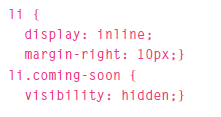 li {
  display: inline;
  margin-right: 10px;}
li.coming-soon {
  visibility: hidden;}